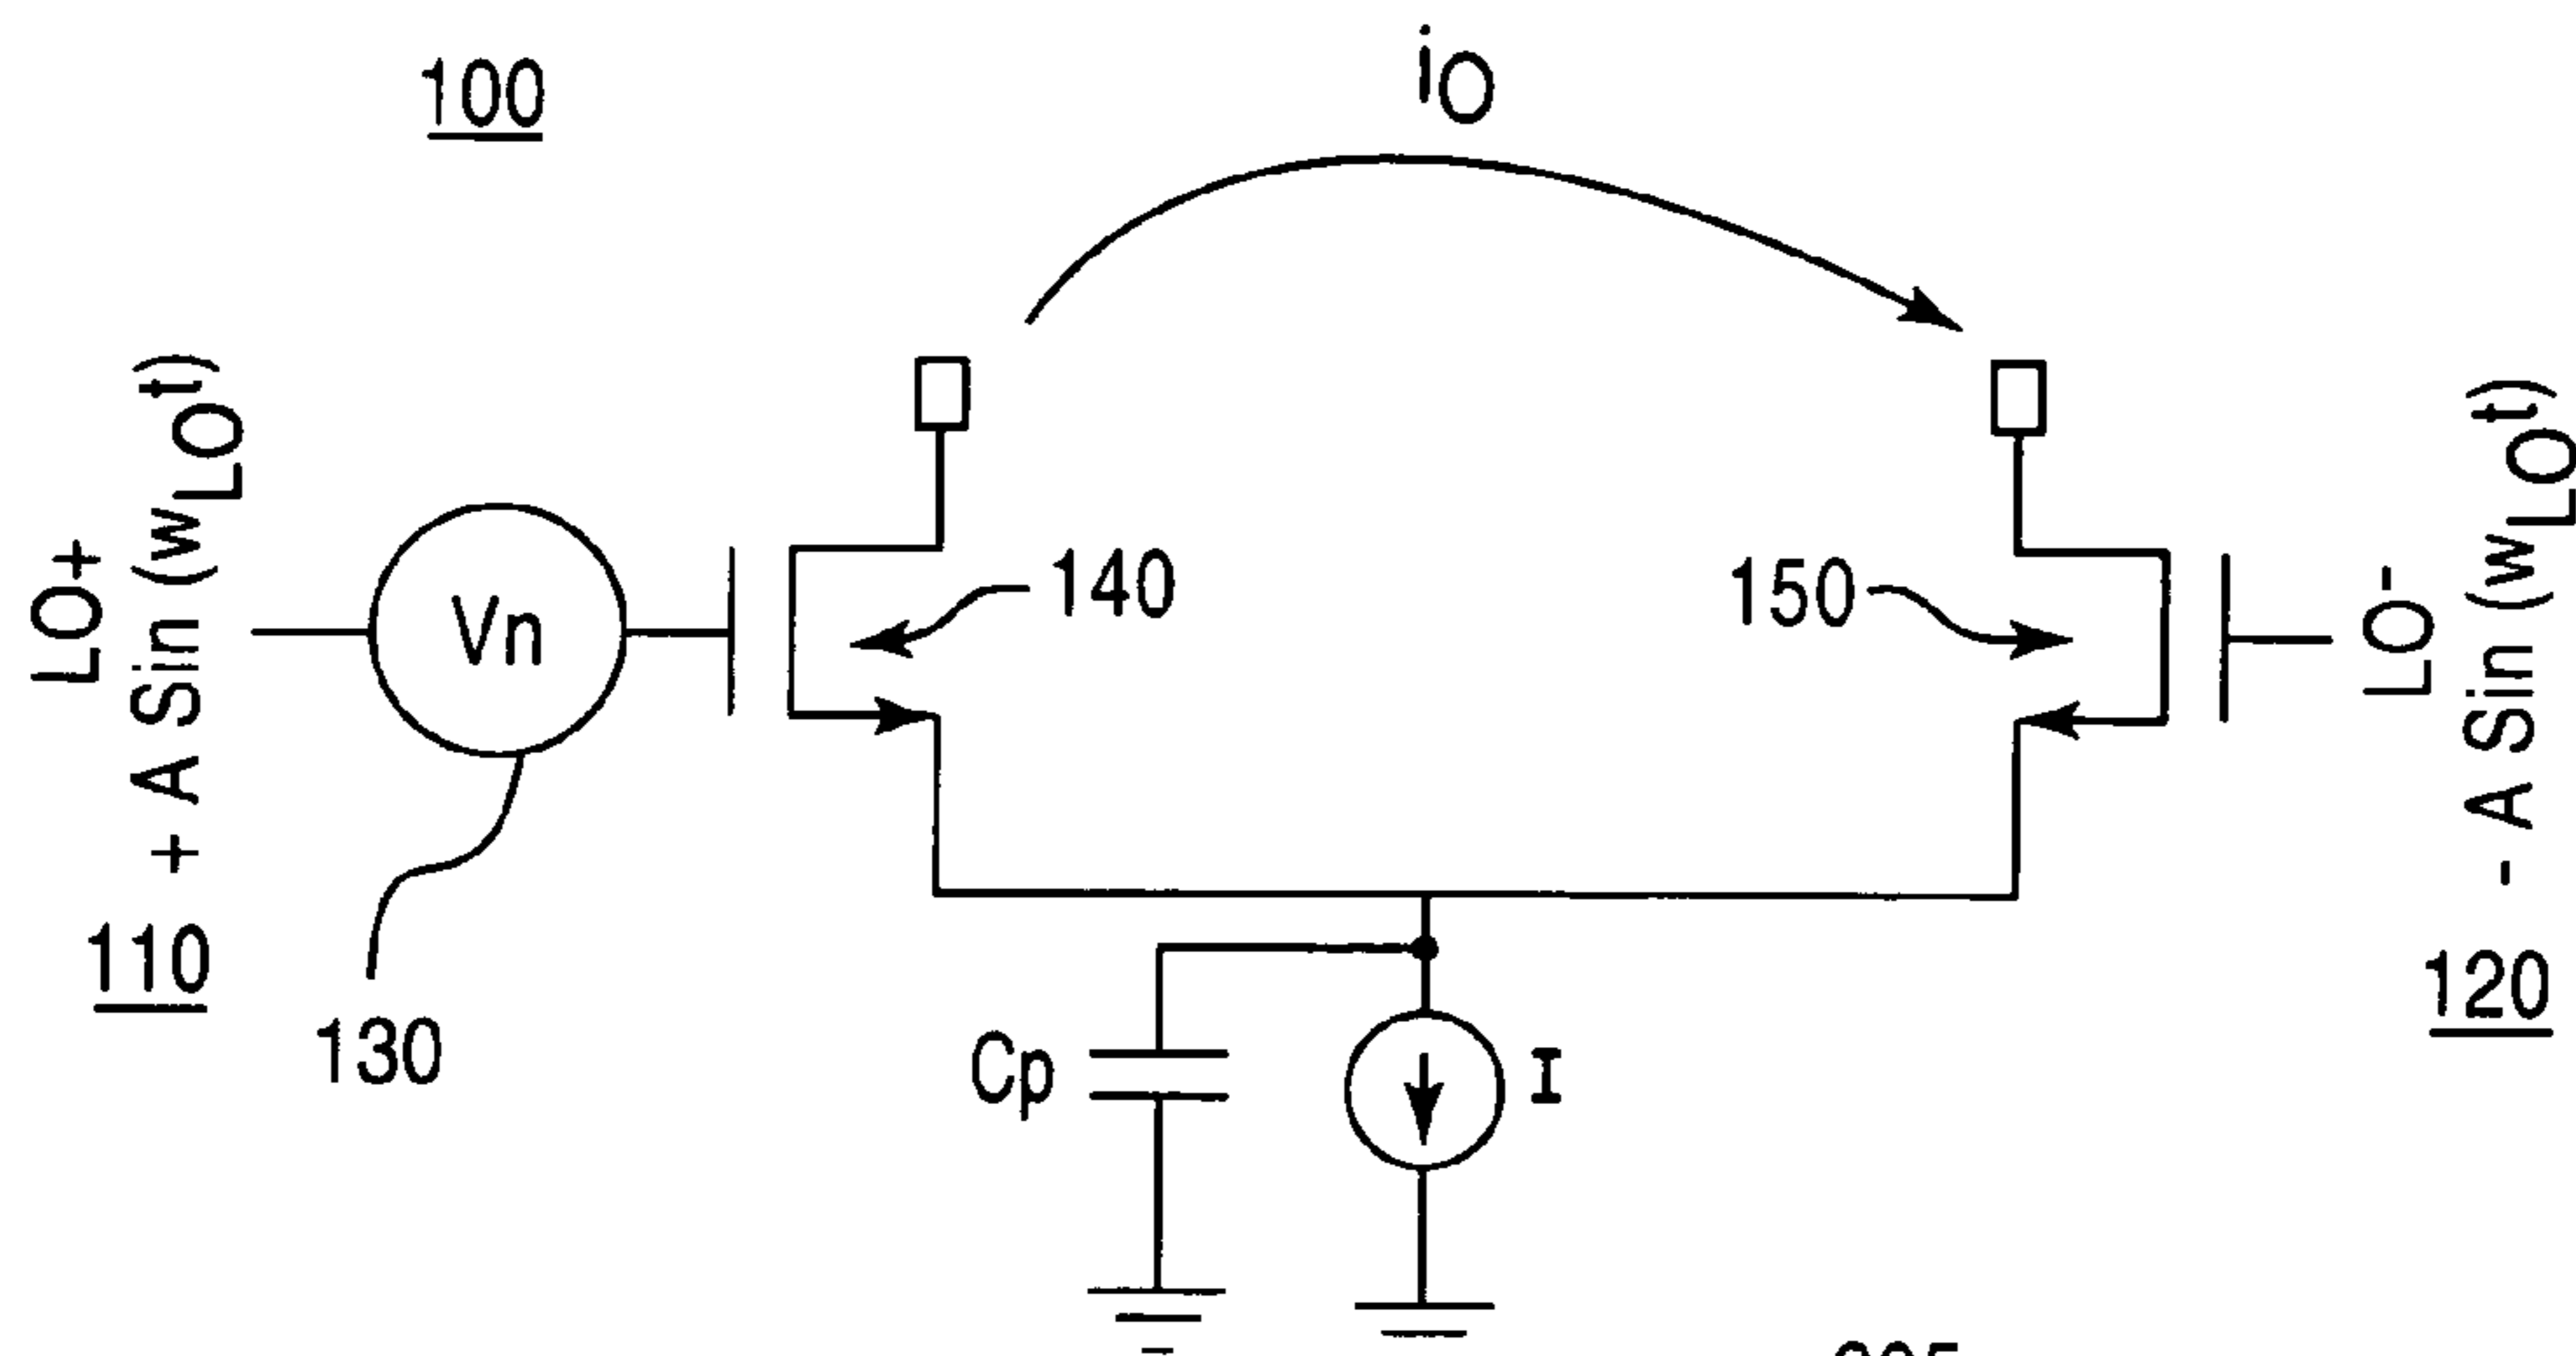 100
iO
LO+
+ A Sin (wLOt)
110
Vn
130
140
150
LO-
- A Sin (wLOt)
120
Cp
I